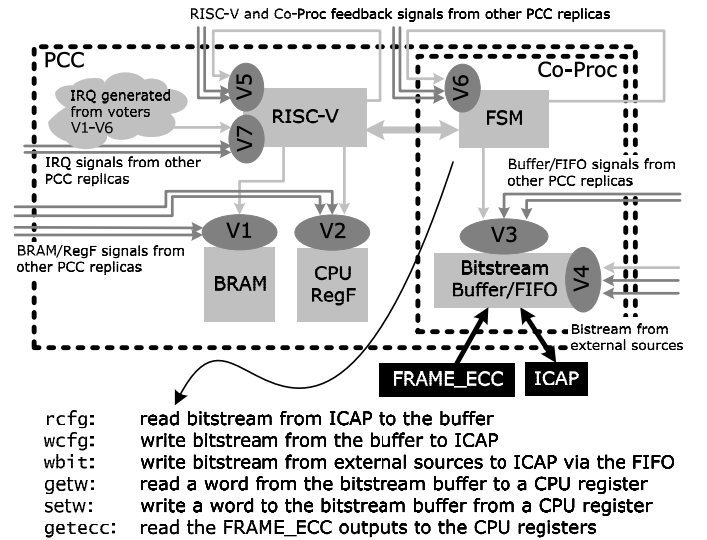 RISC-V and Co-Proc feedback signals from other PCC replicas
PCC
Co-Proc
V5
V6
IRQ generated
from voters
V1-V6
RISC-V
FSM
V7
IRQ signals from other
PCC replicas
Buffer/FIFO signals from
other PCC replicas
V1
V2
V3
BRAM/RegF signals from
other PCC replicas
BRAM
CPU
RegF
Bitstream
Buffer/FIFO
V4
Bistream from
external sources
FRAME_ECC
ICAP
rcfg: read bitstream from ICAP to the buffer
wcfg: write bitstream from the buffer to ICAP
wbit: write bitstream from external sources to ICAP via the FIFO
getw: read a word from the bitstream buffer to a CPU register
setw: write a word to the bitstream buffer from a CPU register
getecc: read the FRAME_ECC outputs to the CPU registers